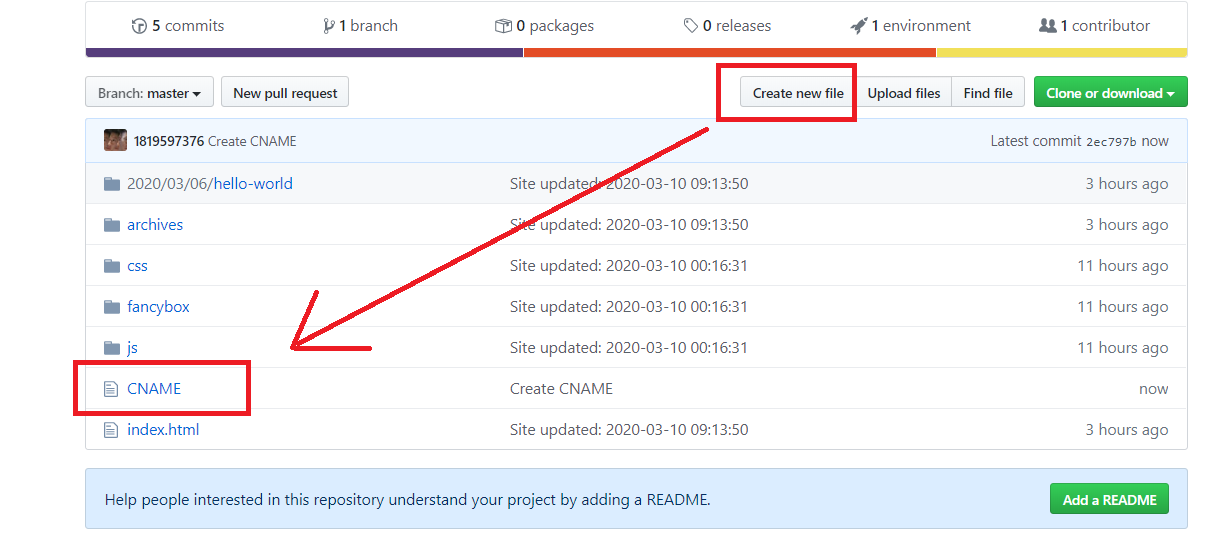 5 commits 1 branch 0 packages 0 releases 1 environment 1 contributor
Branch: master New pull request Create new file Upload files Find file Clone or download
1819597376 Create CNAME Latest commit 2ec797b now
2020/03/06/hello-world Site updated: 2020-03-10 09:13:50 3 hours ago
archives Site updated: 2020-03-10 09:13:50 3 hours ago
css Site updated: 2020-03-10 00:16:31 11 hours ago
fancybox Site updated: 2020-03-10 00:16:31 11 hours ago
js Site updated: 2020-03-10 00:16:31 11 hours ago
CNAME Create CNAME now
index.html Site updated: 2020-03-10 09:13:50 3 hours ago
Help people interested in this repository understand your project by adding a README. Add a README